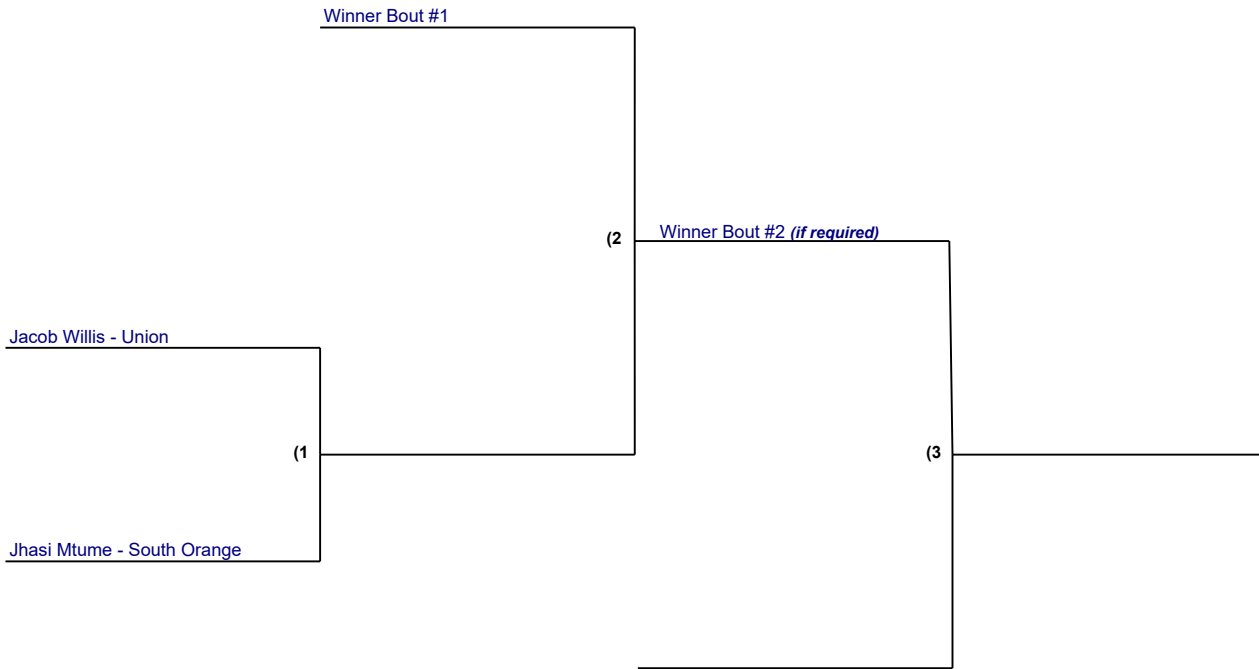 Winner Bout #1
(2
Winner Bout #2 (if required)
Jacob Willis - Union
(1
(3
Jhasi Mtume - South Orange